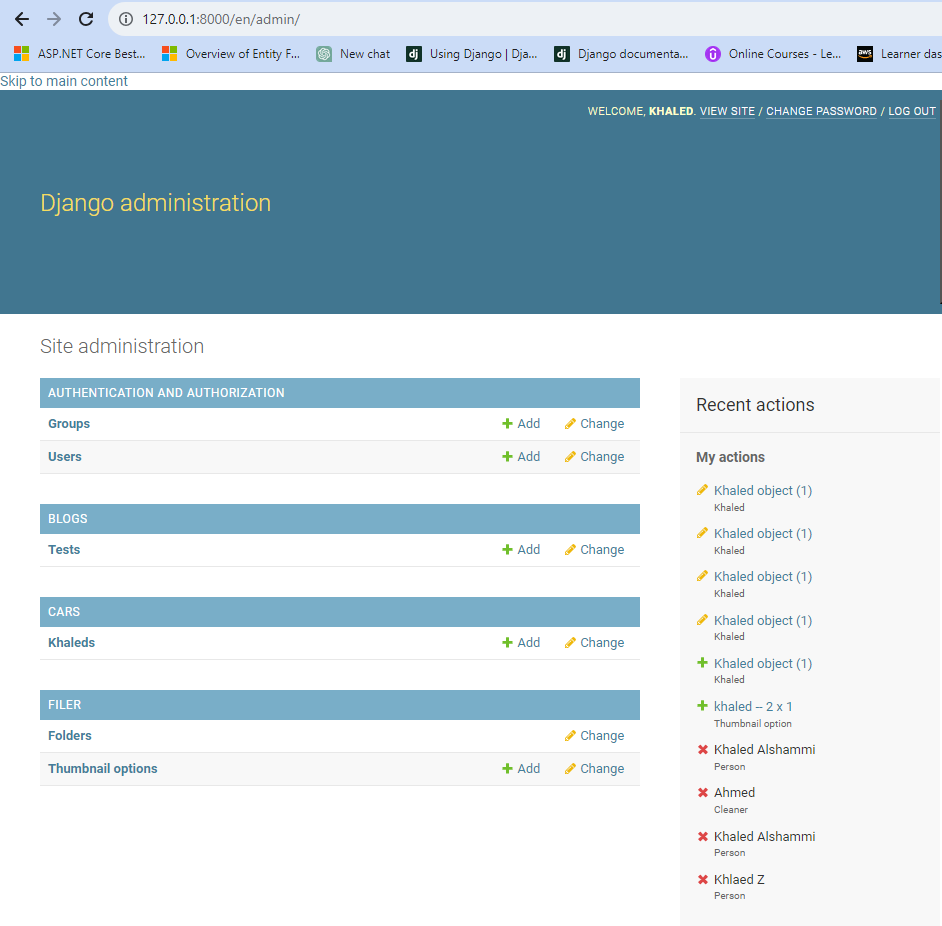 127.0.0.1:8000/en/admin/
ASP.NET Core Best... Overview of Entity F... New chat dj Using Django | Dja... dj Django documenta... Online Courses - Le... aws Learner das
Skip to main content
WELCOME, KHALED. VIEW SITE / CHANGE PASSWORD / LOG OUT
Django administration
Site administration
AUTHENTICATION AND AUTHORIZATION
Groups Add Change
Users Add Change
BLOGS
Tests Add Change
CARS
Khaleds Add Change
FILER
Folders Change
Thumbnail options Add Change
Recent actions
My actions
Khaled object (1)
Khaled
Khaled object (1)
Khaled
Khaled object (1)
Khaled
Khaled object (1)
Khaled
Khaled object (1)
Khaled
khaled -- 2 x 1
Thumbnail option
Khaled Alshammi
Person
Ahmed
Cleaner
Khaled Alshammi
Person
Khlaed Z
Person